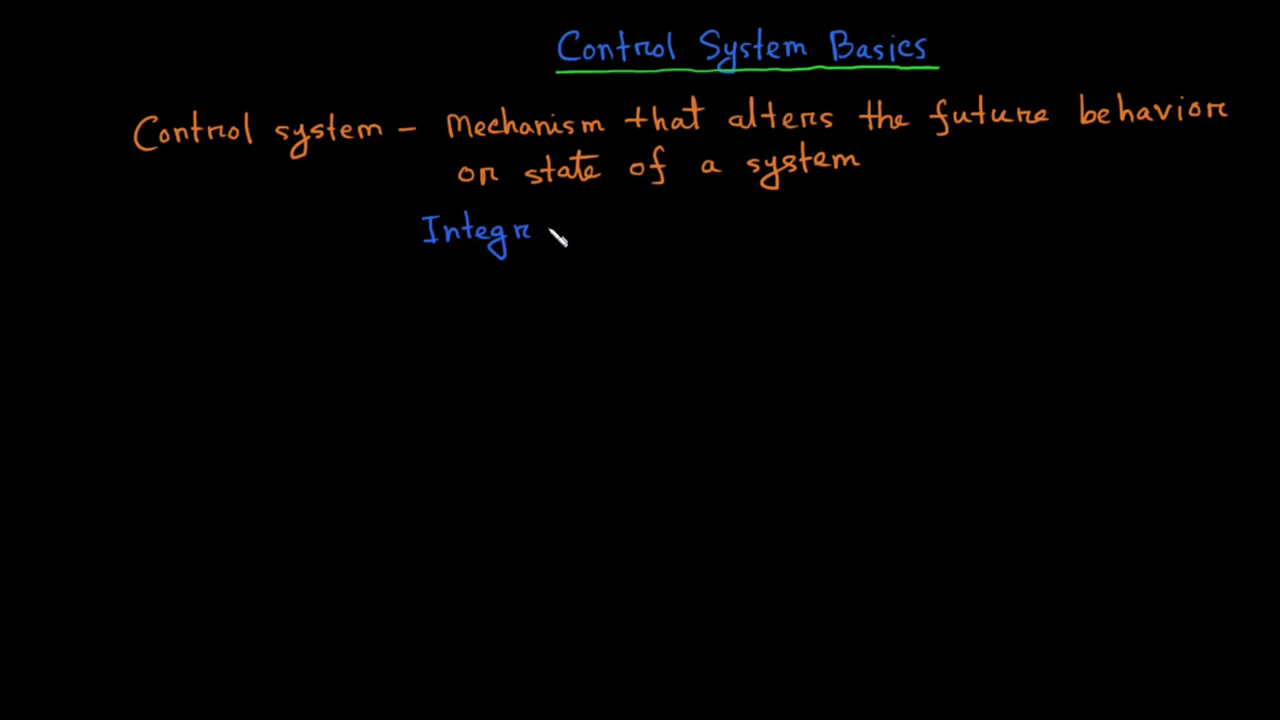 Control System Basics
Control system - Mechanism that alters the future behavior
or state of a system
Integr